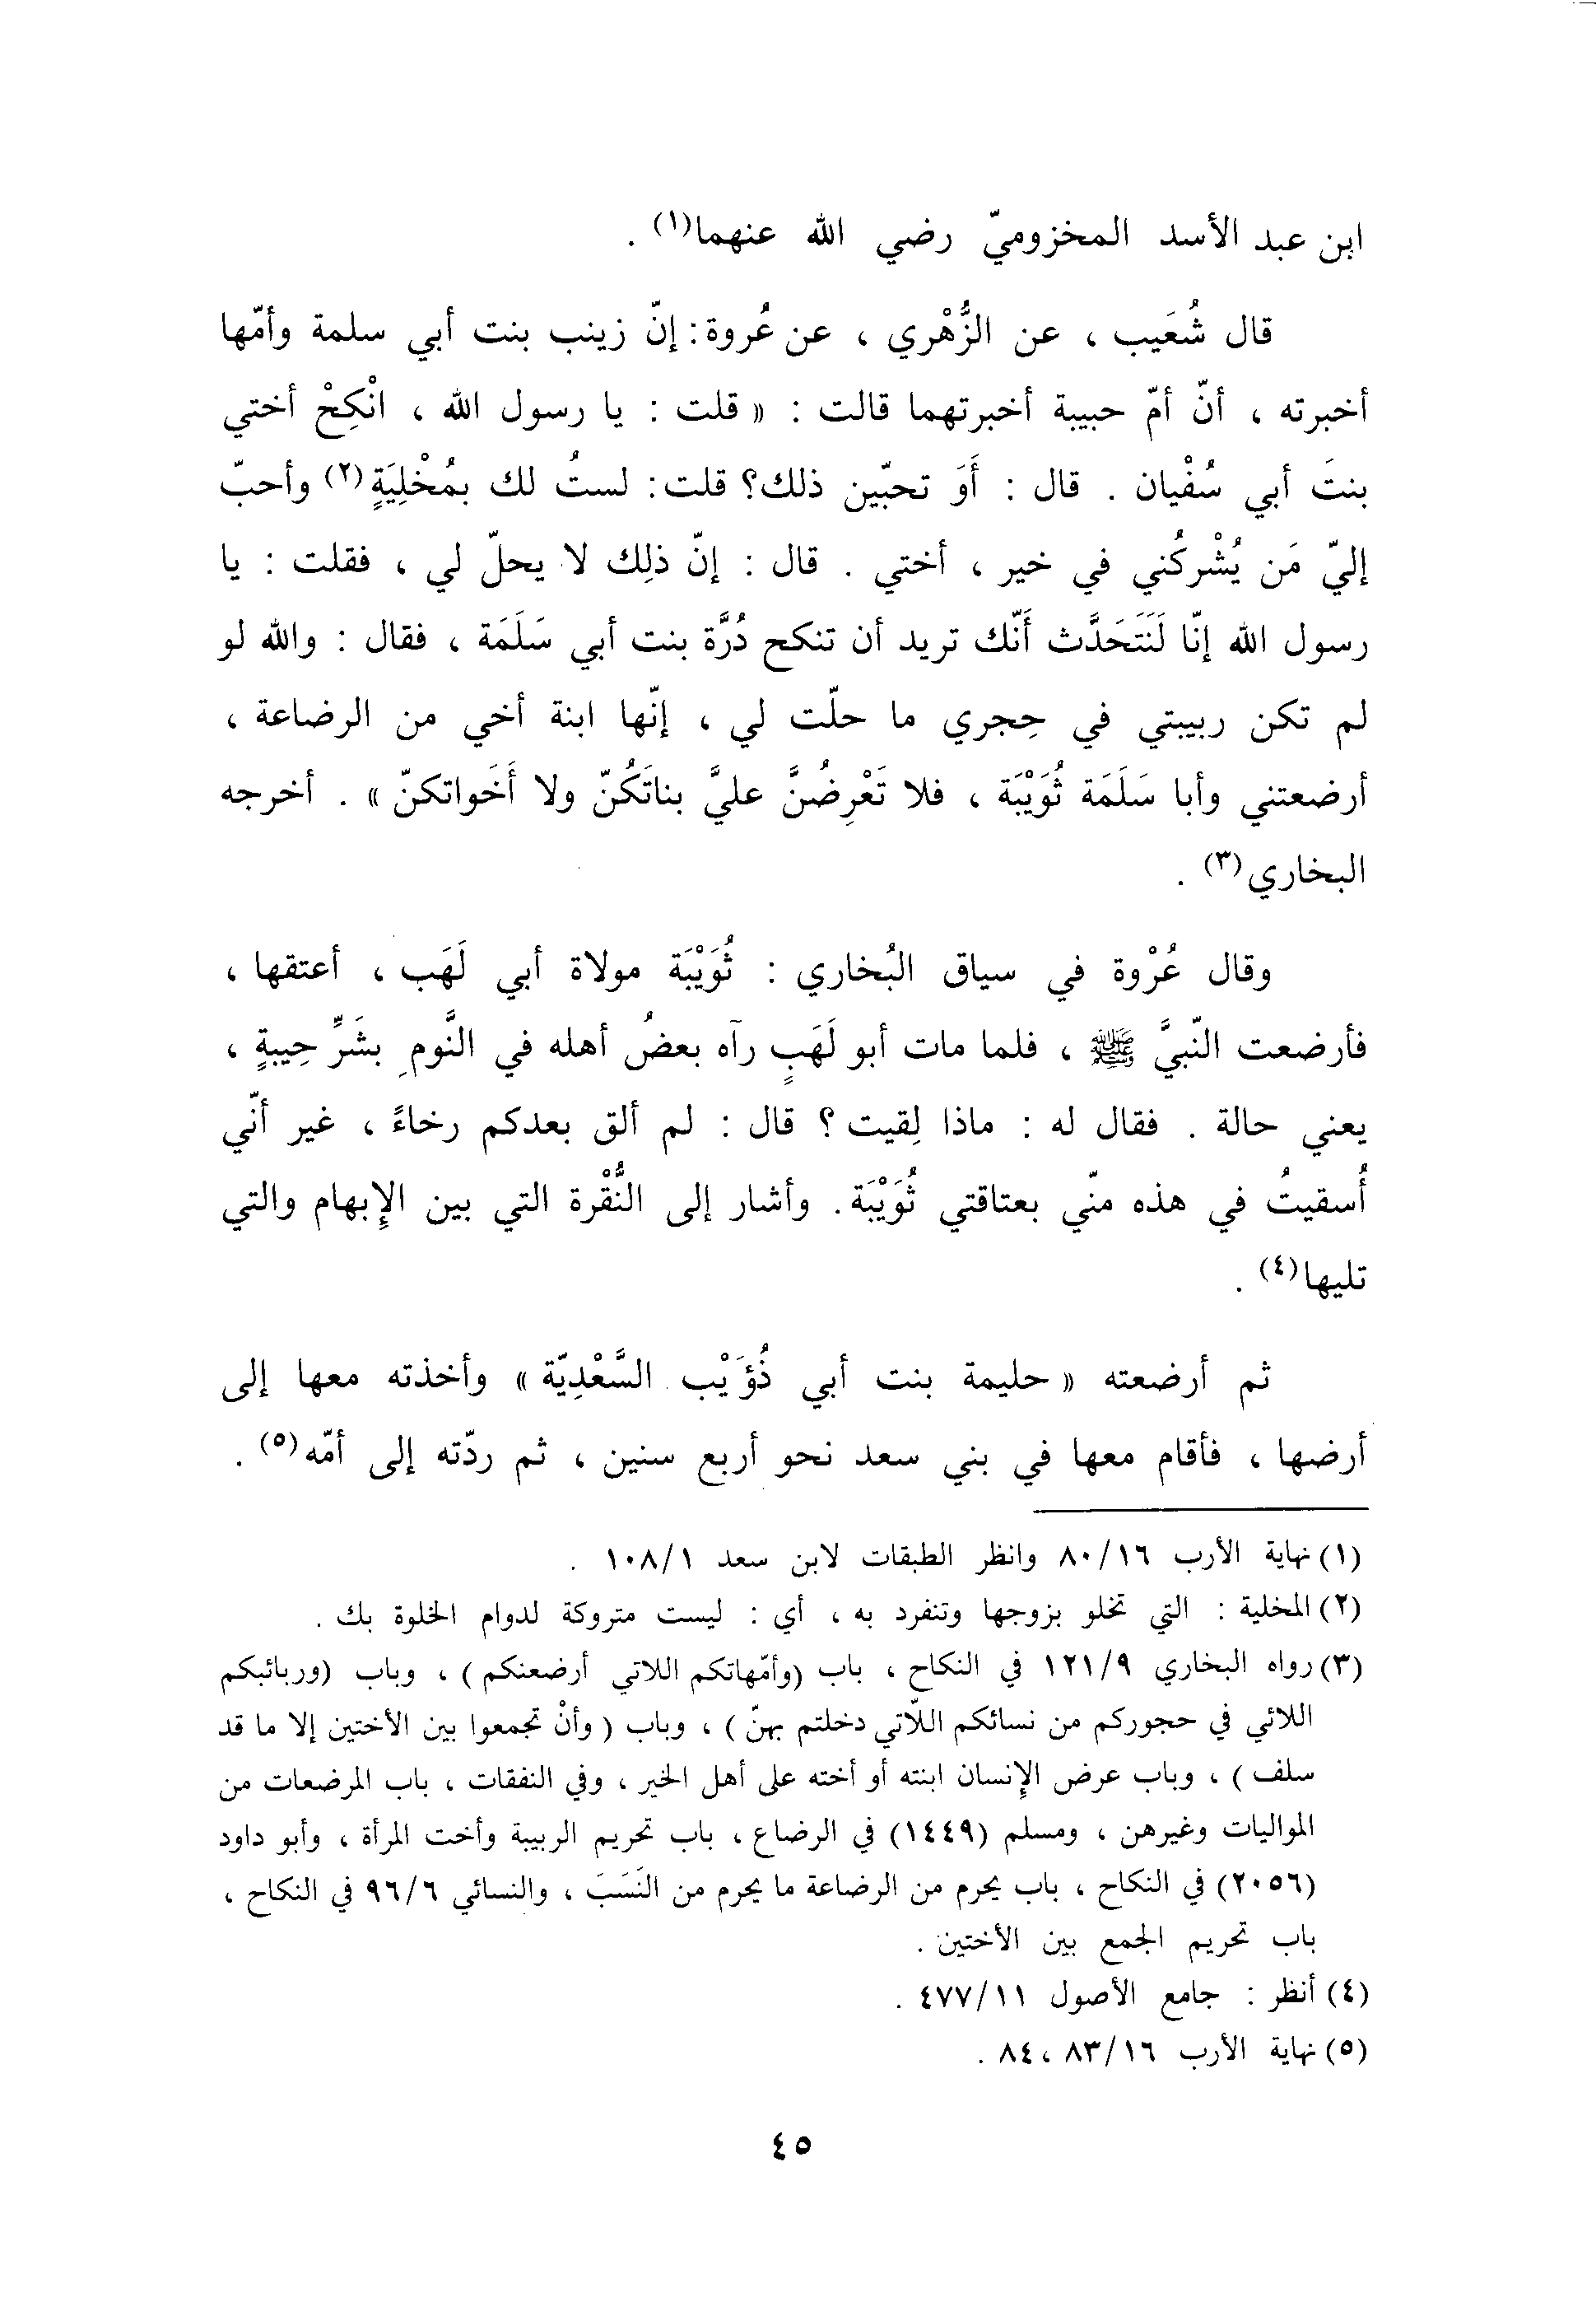 ابن عبد الأسد المخزوميّ رضي الله عنهما(١) .
قال شُعَيب ، عن الزُّهْري ، عن عُروة: إنّ زينب بنت أبي سلمة وأمّها
أخبرته ، أنّ أمّ حبيبة أخبرتهما قالت : « قلت : يا رسول الله ، انْكِحْ أختي
بنتَ أبي سُفْيان . قال : أَوَ تحبّين ذلك؟ قلت: لستُ لك بمُخْلِيَةٍ(٢) وأحبّ
إليّ مَن يُشْركُني في خير ، أختي . قال : إنّ ذلِك لا يحلّ لي ، فقلت : يا
رسول الله إنّا لَنَتَحَدَّث أَنّك تريد أن تنكح دُرَّة بنت أبي سَلَمَة ، فقال : والله لو
لم تكن ربيبتي في حِجري ما حلّت لي ، إنّها ابنة أخي من الرضاعة ،
أرضعتني وأبا سَلَمَة ثُوَيْبَة ، فلا تَعْرِضُنَّ عليَّ بناتَكُنّ ولا أَخَواتكنّ » . أخرجه
البخاري(٣) .
وقال عُرْوة في سياق البُخاري : ثُوَيْبَة مولاة أبي لَهَب ، أعتقها ،
فأرضعت النّبيَّ ﷺ ، فلما مات أبو لَهَبٍ رآه بعضُ أهله في النَّومِ بشَرِّ حِيبةٍ ،
يعني حالة . فقال له : ماذا لِقيت ؟ قال : لم ألق بعدكم رخاءً ، غير أنّي
أُسقيتُ في هذه منّي بعتاقتي ثُوَيْبَة. وأشار إلى النُّقْرة التي بين الإِبهام والتي
تليها(٤) .
ثم أرضعته « حليمة بنت أبي ذُؤَيْب السَّعْدِيّة » وأخذته معها إلى
أرضها ، فأقام معها في بني سعد نحو أربع سنين ، ثم ردّته إلى أمّه(٥) .
(١) نهاية الأرب ٨٠/١٦ وانظر الطبقات لابن سعد ١٠٨/١ .
(٢) المخلية : التي تخلو بزوجها وتنفرد به ، أي : ليست متروكة لدوام الخلوة بك .
(٣) رواه البخاري ١٢١/٩ في النكاح ، باب (وأمّهاتكم اللاتي أرضعنكم) ، وباب (وربائبكم
اللائي في حجوركم من نسائكم اللّاتي دخلتم بهنّ) ، وباب (وأنْ تجمعوا بين الأختين إلا ما قد
سلف) ، وباب عرض الإِنسان ابنته أو أخته على أهل الخير ، وفي النفقات ، باب المرضعات من
المواليات وغيرهن ، ومسلم (١٤٤٩) في الرضاع ، باب تحريم الربيبة وأخت المرأة ، وأبو داود
(٢٠٥٦) في النكاح ، باب يحرم من الرضاعة ما يحرم من النَسَبَ ، والنسائي ٩٦/٦ في النكاح ،
باب تحريم الجمع بين الأختين .
(٤) أنظر : جامع الأصول ٤٧٧/١١ .
(٥) نهاية الأرب ٨٣/١٦ ، ٨٤ .
٤٥